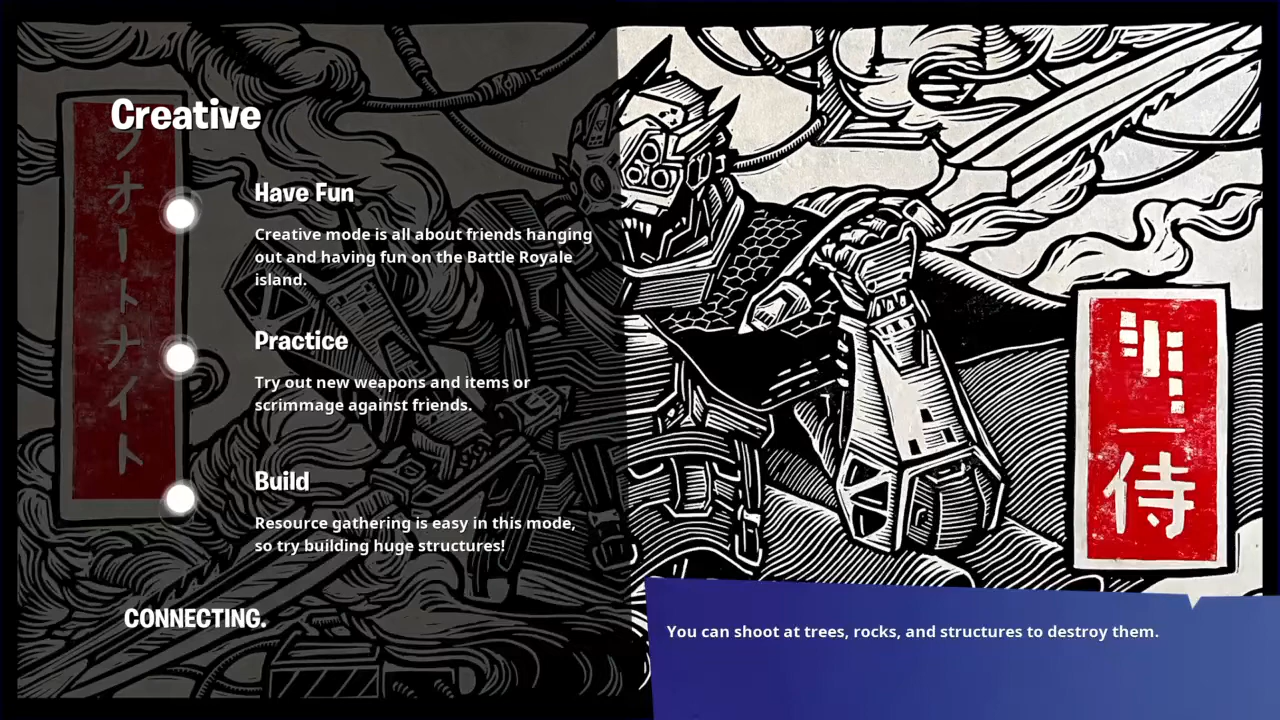 Creative
フォートナイト
Have Fun
Creative mode is all about friends hanging
out and having fun on the Battle Royale
island.
Practice
Try out new weapons and items or
scrimmage against friends.
Build
Resource gathering is easy in this mode,
so try building huge structures!
CONNECTING.
一
侍
You can shoot at trees, rocks, and structures to destroy them.